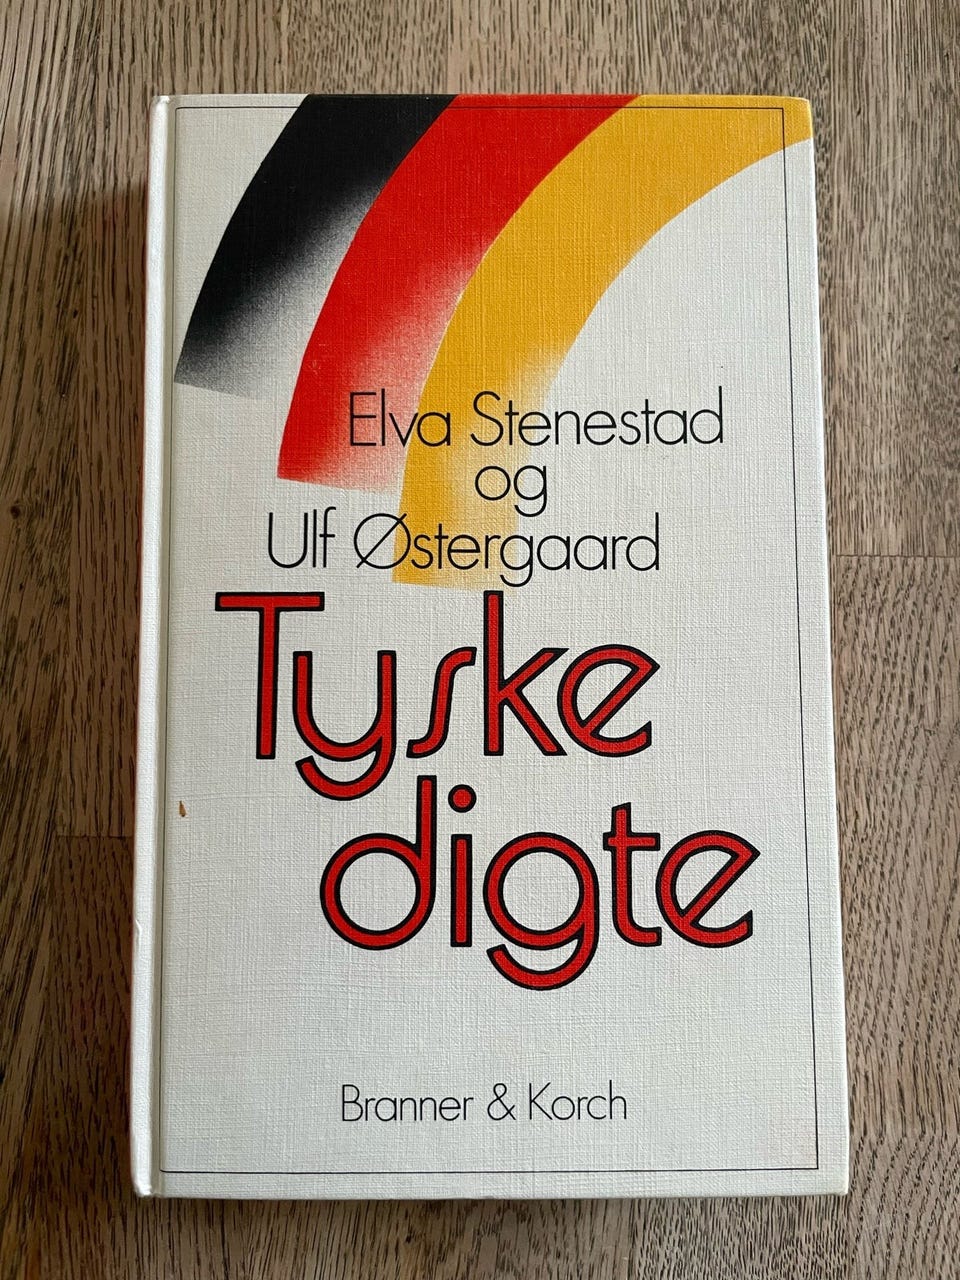 Elva Stenestad
og
Ulf Østergaard
Tyske
digte
Branner & Korch